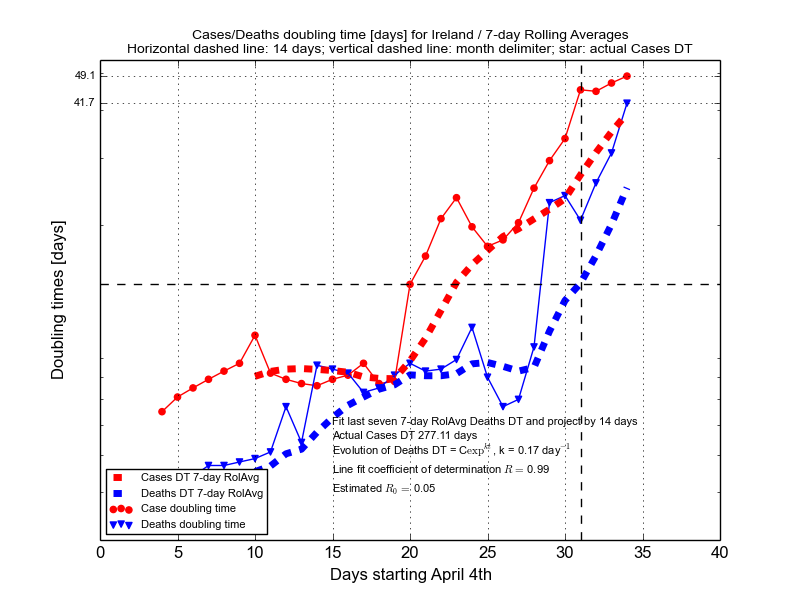 Cases/Deaths doubling time [days] for Ireland / 7-day Rolling Averages
Horizontal dashed line: 14 days; vertical dashed line: month delimiter; star: actual Cases DT
49.1
41.7
Doubling times [days]
Fit last seven 7-day RolAvg Deaths DT and project by 14 days
Actual Cases DT 277.11 days
Evolution of Deaths DT = Cexp^kt, k = 0.17 day^−1
Line fit coefficient of determination R = 0.99
Estimated R_0 = 0.05
Cases DT 7-day RolAvg
Deaths DT 7-day RolAvg
Case doubling time
Deaths doubling time
0 5 10 15 20 25 30 35 40
Days starting April 4th